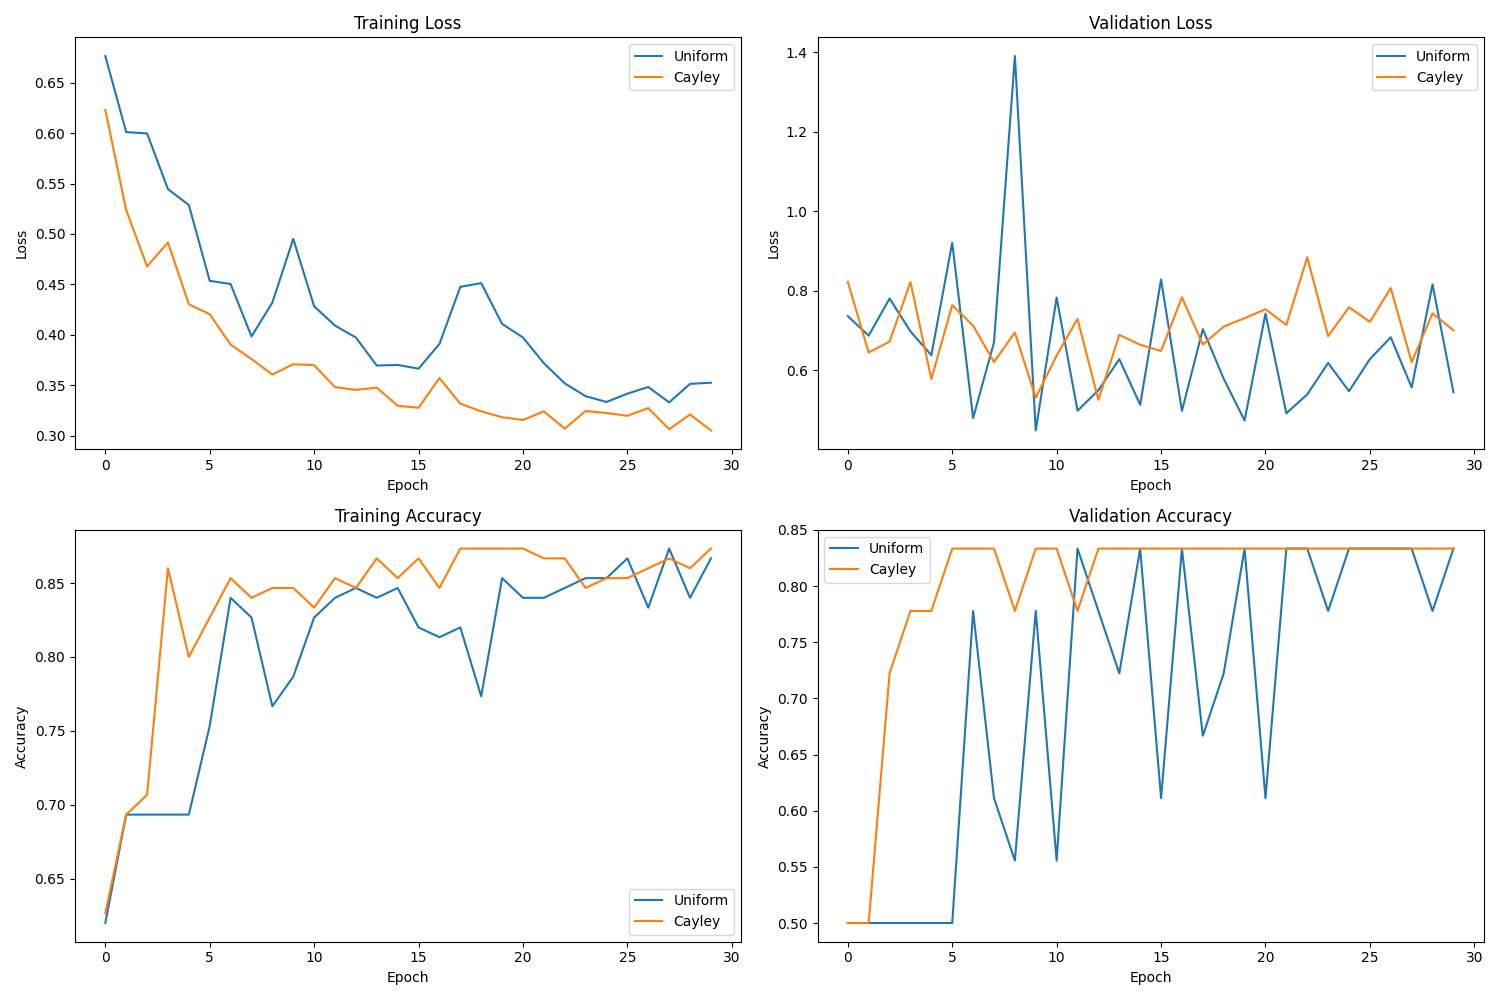 Training Loss
Loss
0.65
0.60
0.55
0.50
0.45
0.40
0.35
0.30
Uniform
Cayley
0 5 10 15 20 25 30
Epoch
Validation Loss
Loss
1.4
1.2
1.0
0.8
0.6
Uniform
Cayley
0 5 10 15 20 25 30
Epoch
Training Accuracy
Accuracy
0.85
0.80
0.75
0.70
0.65
Uniform
Cayley
0 5 10 15 20 25 30
Epoch
Validation Accuracy
Accuracy
0.85
0.80
0.75
0.70
0.65
0.60
0.55
0.50
Uniform
Cayley
0 5 10 15 20 25 30
Epoch